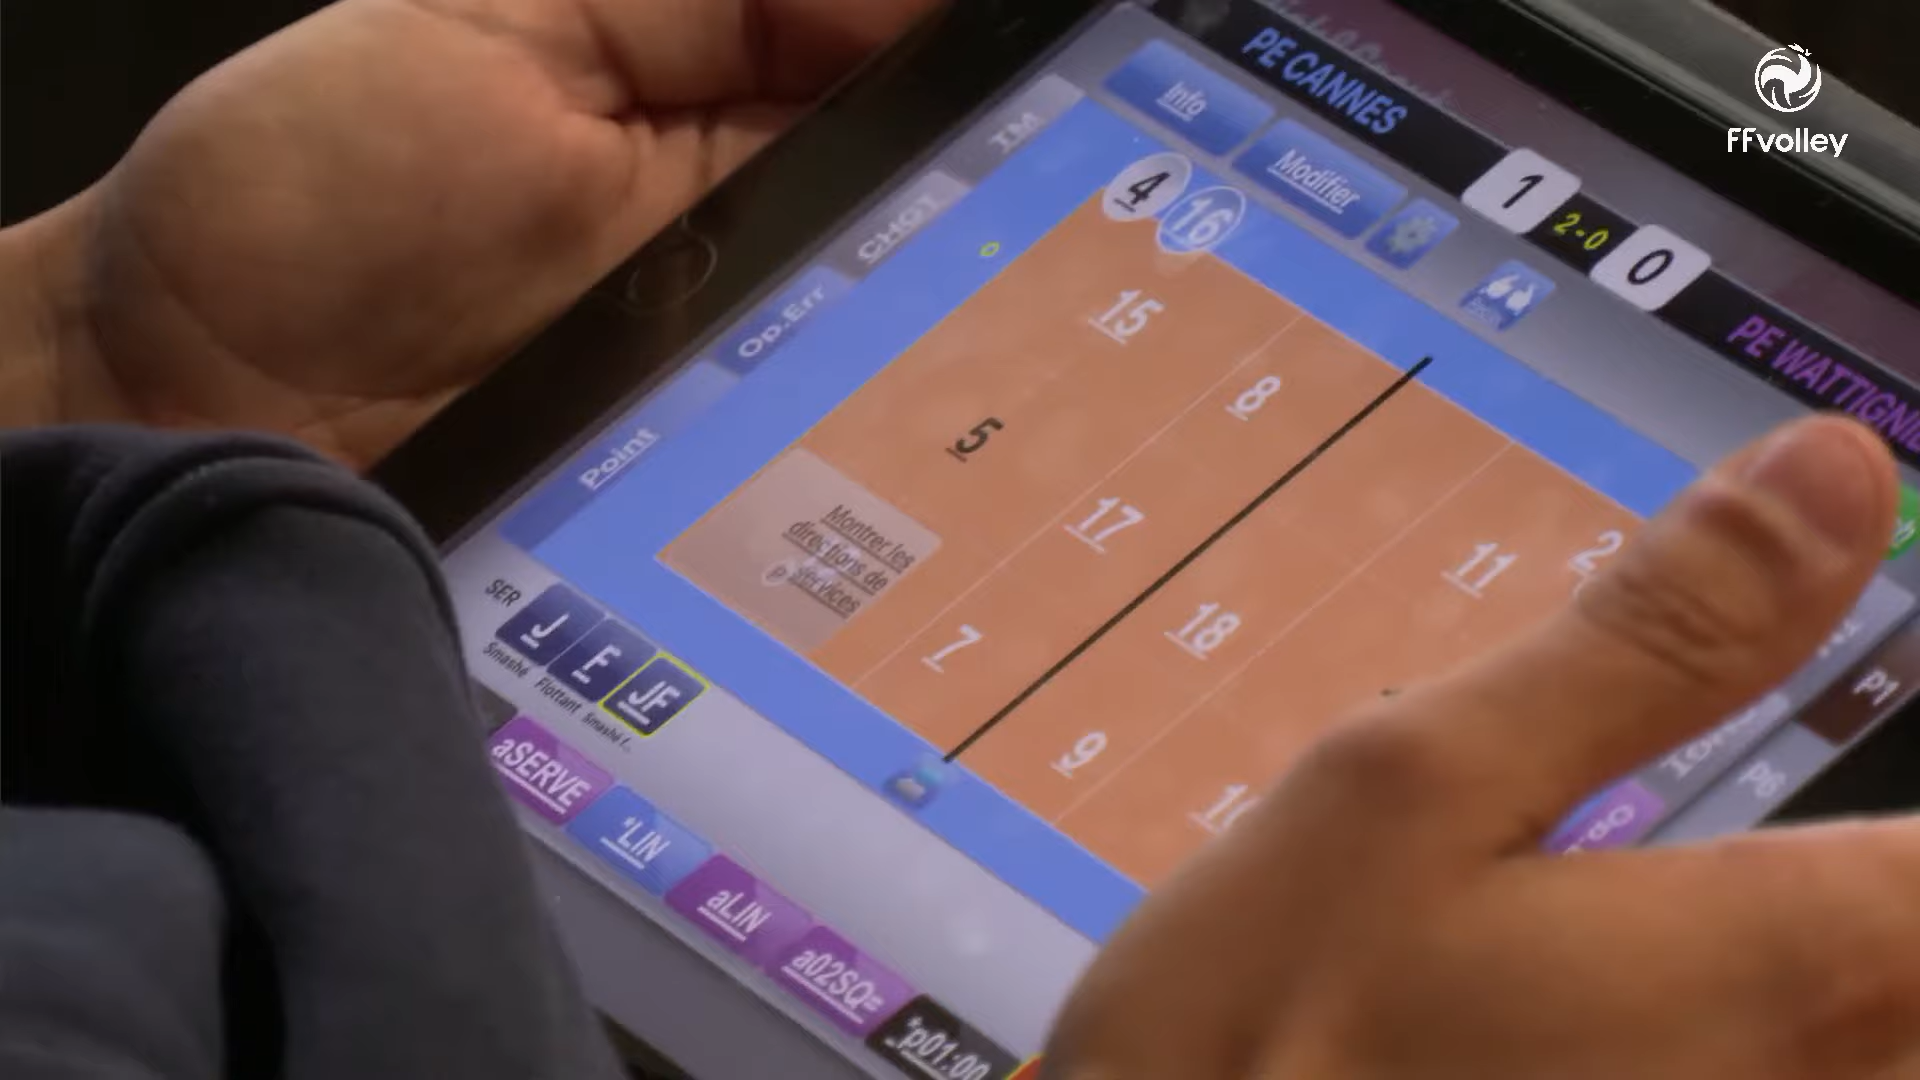 FFvolley
PE CANNES
1
2-0
0
PE WATTIGNI
Info
Modifier
TM
CHGT
Op.Err
Point
4
16
15
8
5
17
7
2
11
18
9
Montrer les
directions de
services
SER
J
F
JF
Smashé
Flottant
Smashé f...
aSERVE
*LIN
aLIN
a02SQ=
*p01:00
P1
P6